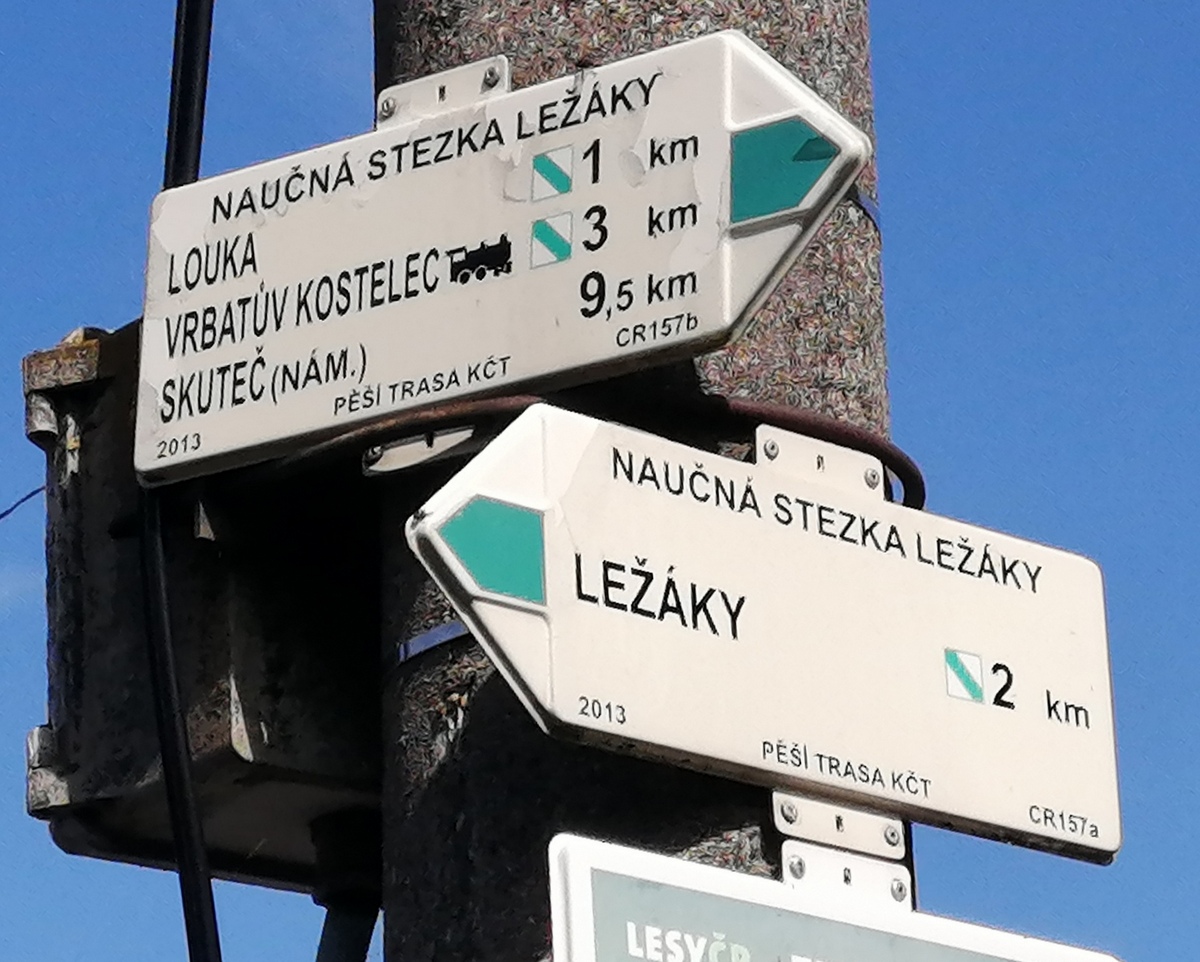 NAUČNÁ STEZKA LEŽÁKY
LOUKA 1 km
VRBATŮV KOSTELEC 3 km
SKUTEČ (NÁM.) 9,5 km
2013 PĚŠÍ TRASA KČT CR157b
NAUČNÁ STEZKA LEŽÁKY
LEŽÁKY
2 km
2013 PĚŠÍ TRASA KČT CR157a
LESY ČR